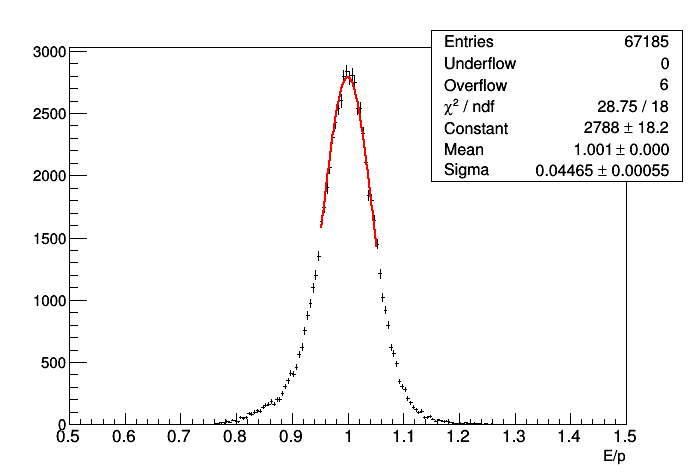 Entries 67185
Underflow 0
Overflow 6
χ² / ndf 28.75 / 18
Constant 2788 ± 18.2
Mean 1.001 ± 0.000
Sigma 0.04465 ± 0.00055
3000
2500
2000
1500
1000
500
0
0.5 0.6 0.7 0.8 0.9 1 1.1 1.2 1.3 1.4 1.5
E/p